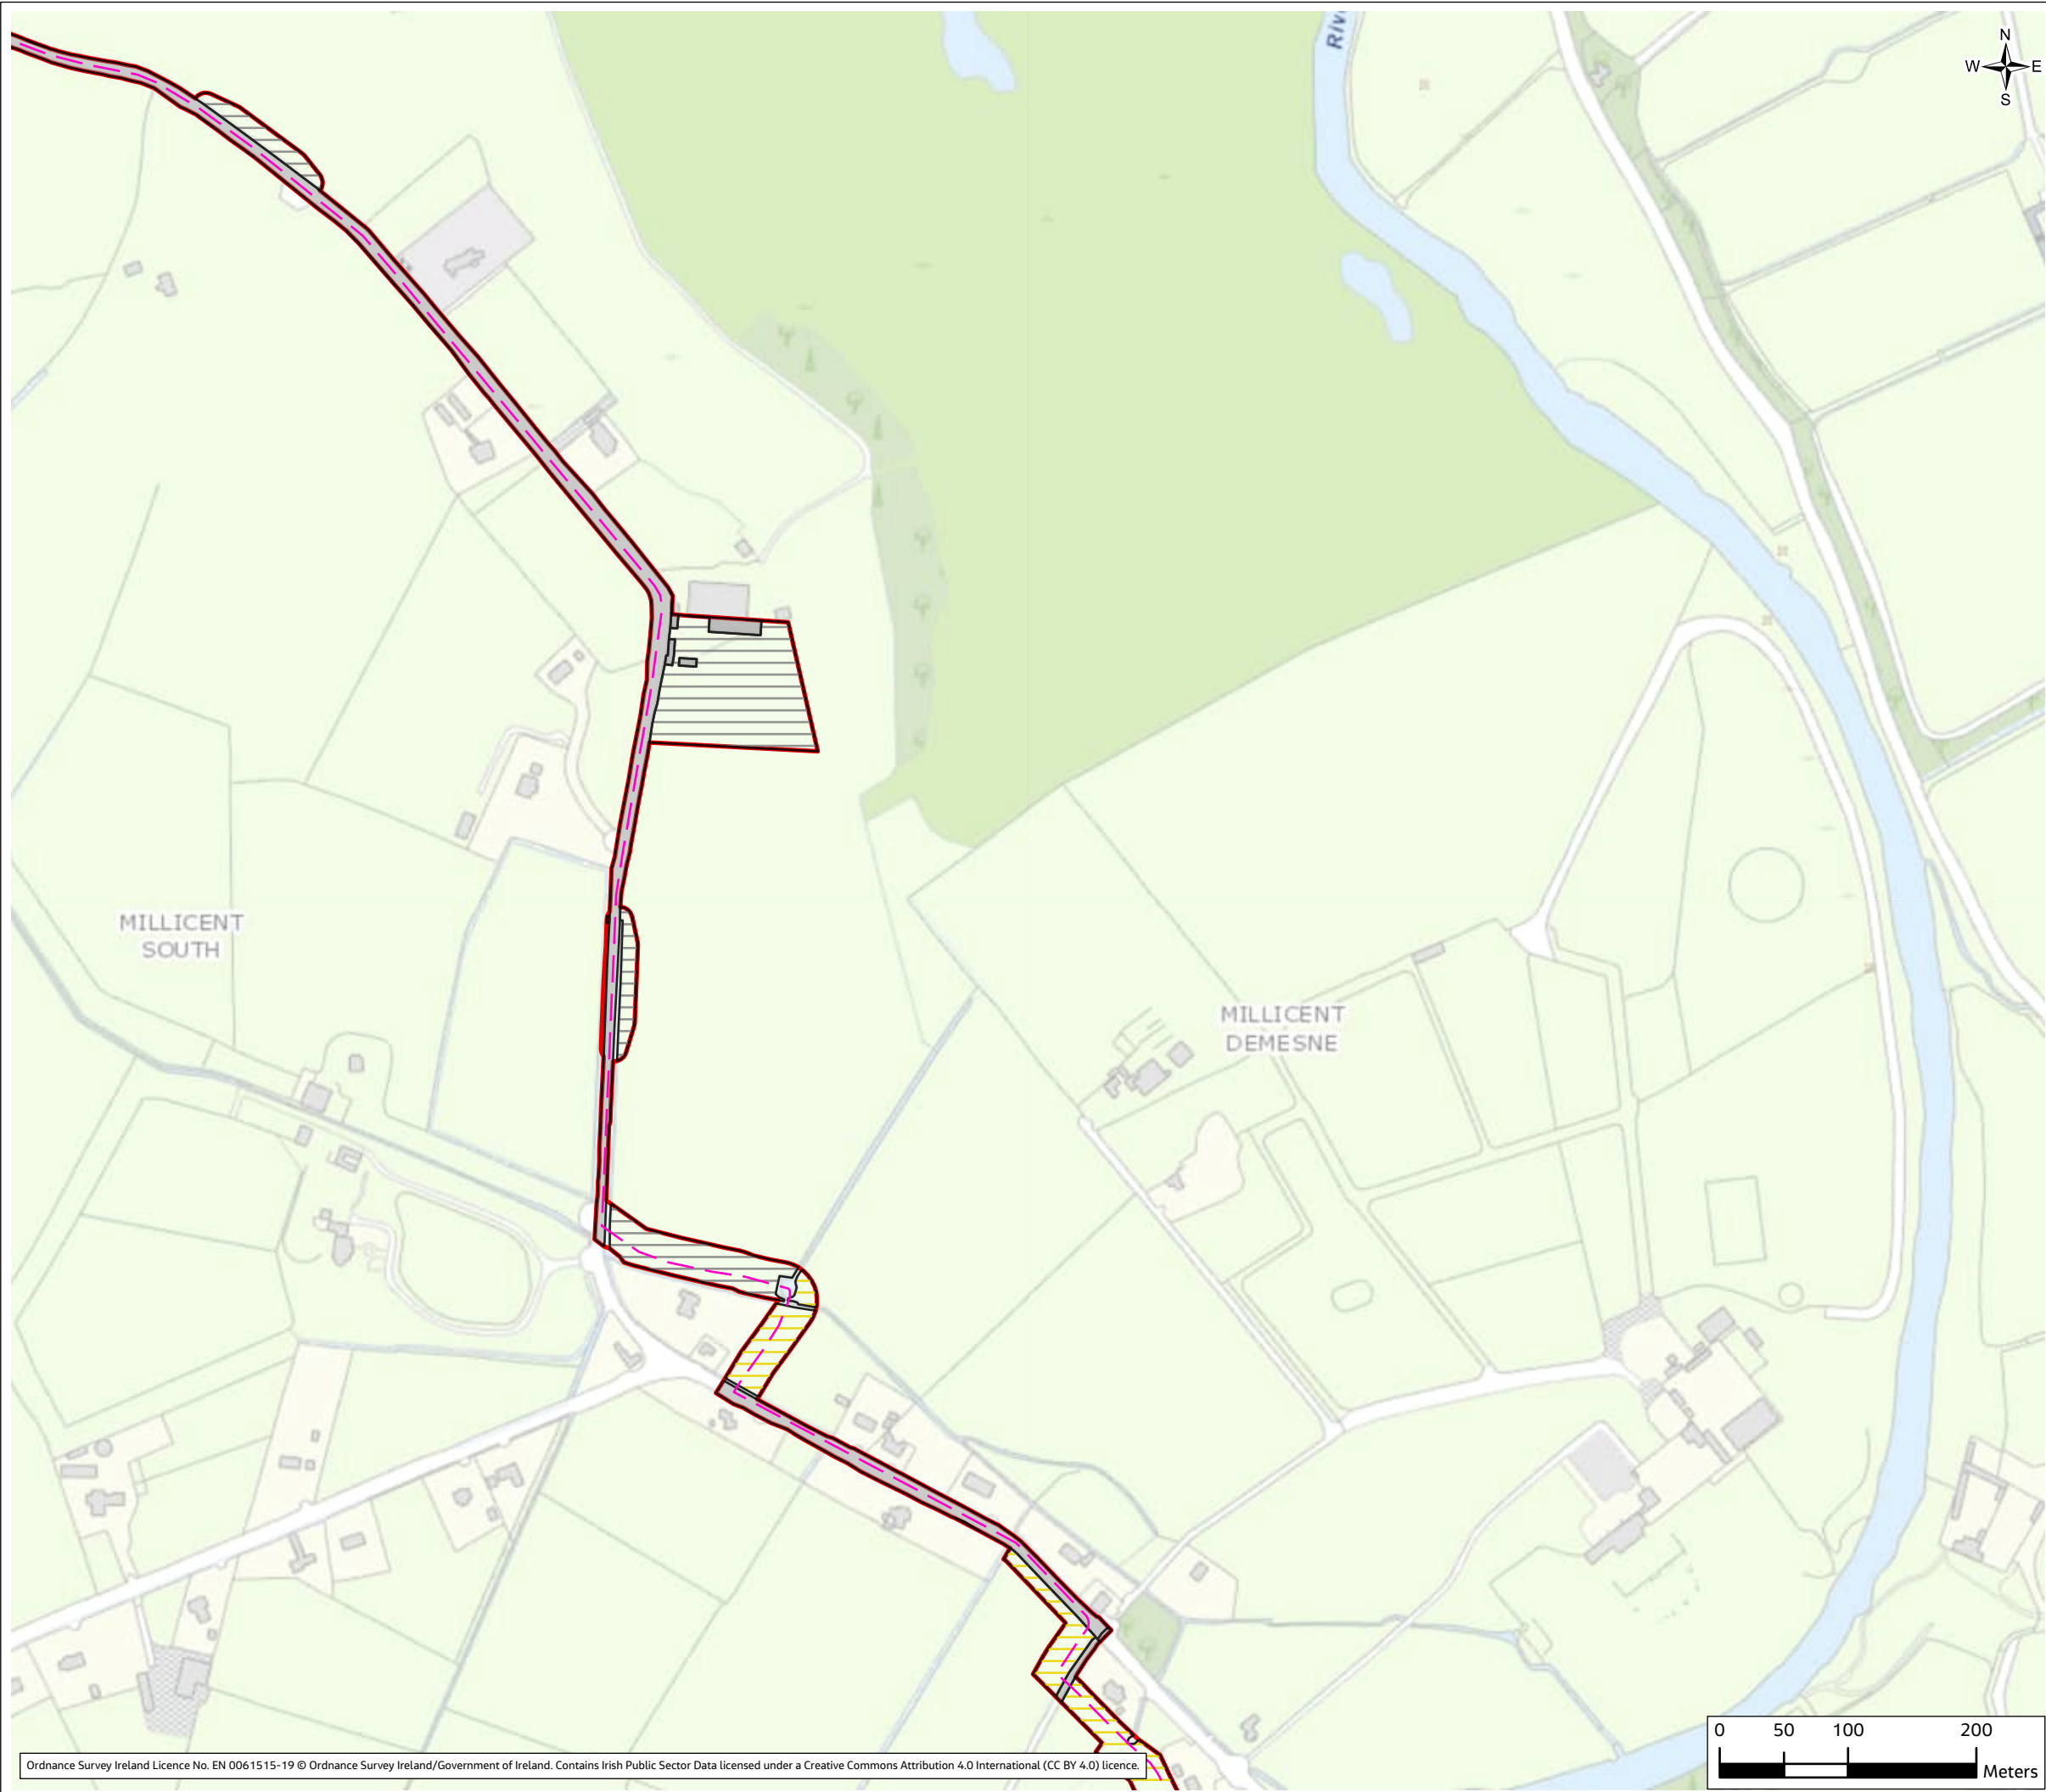 Riv
N
W E
S
MILLICENT
SOUTH
MILLICENT
DEMESNE
0 50 100 200
Meters
Ordnance Survey Ireland Licence No. EN 0061515-19 © Ordnance Survey Ireland/Government of Ireland. Contains Irish Public Sector Data licensed under a Creative Commons Attribution 4.0 International (CC BY 4.0) licence.